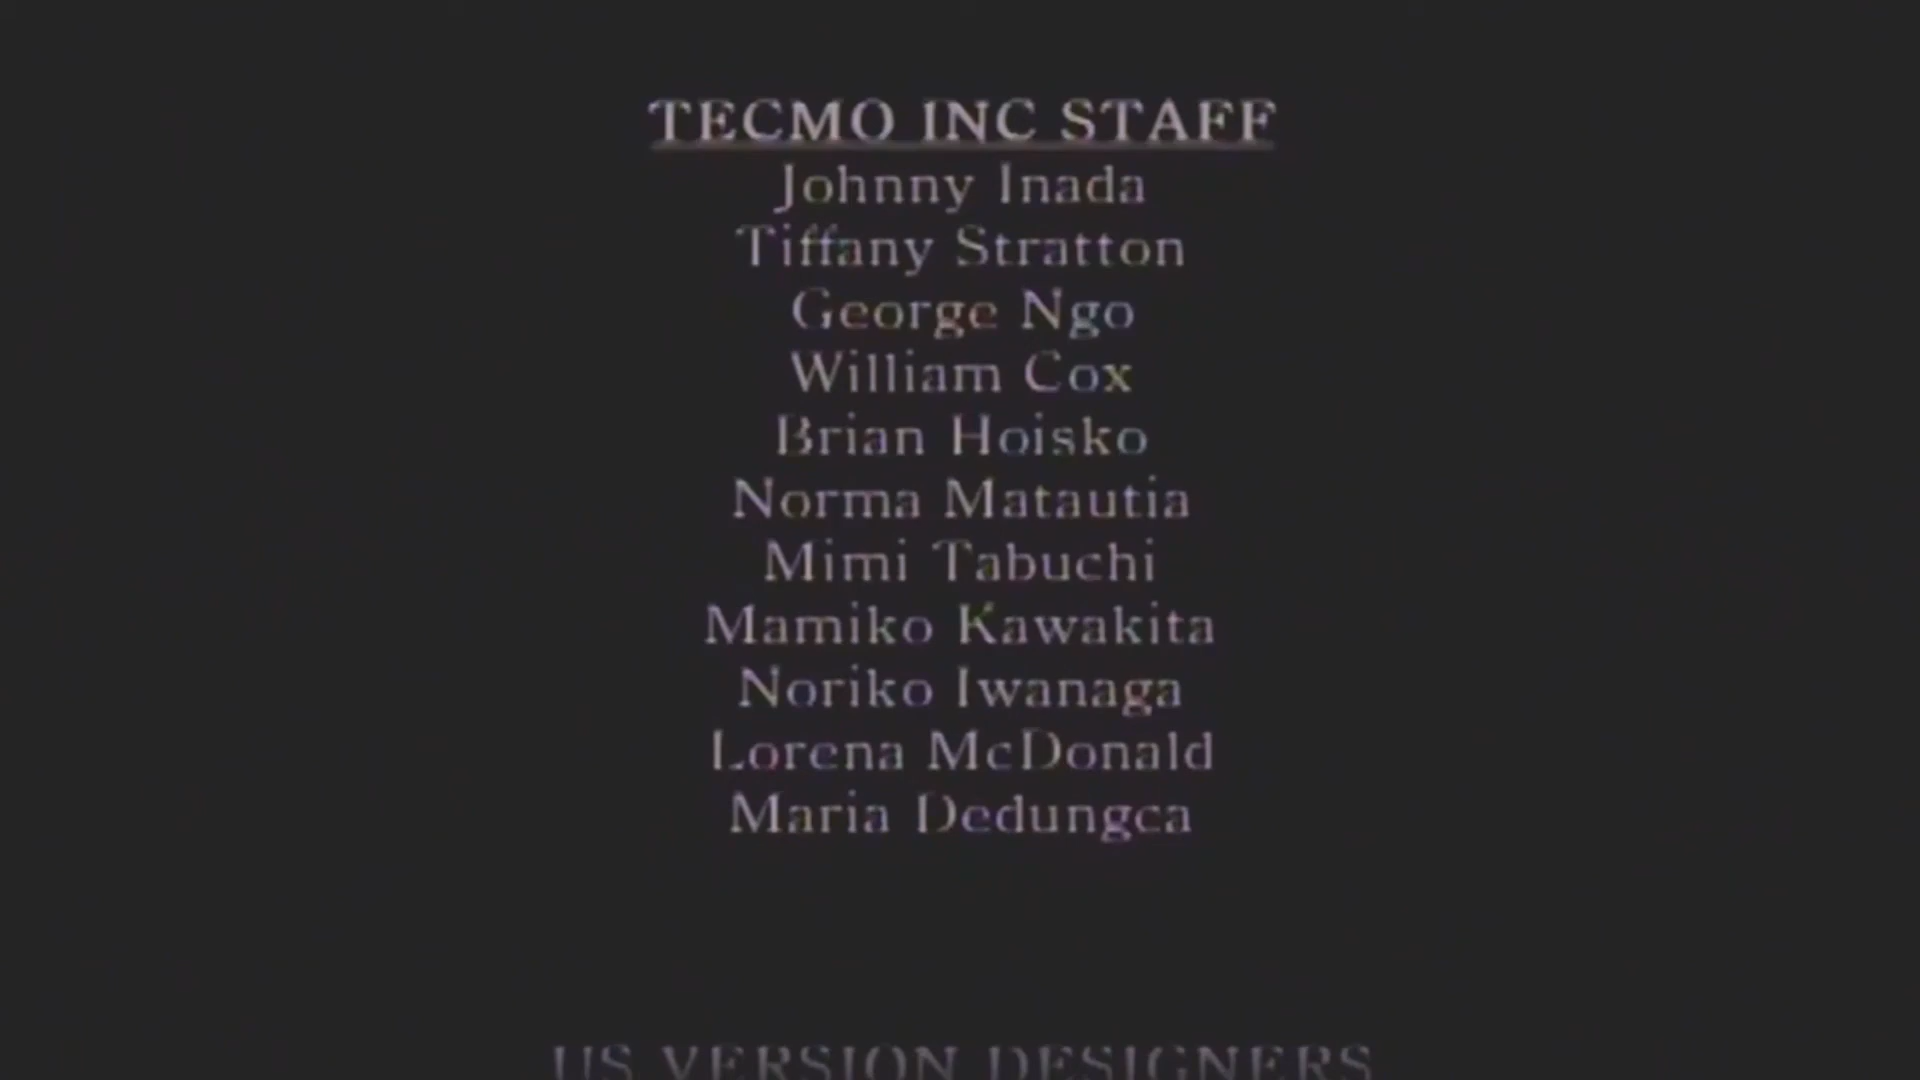 TECMO INC STAFF
Johnny Inada
Tiffany Stratton
George Ngo
William Cox
Brian Hoisko
Norma Matautia
Mimi Tabuchi
Mamiko Kawakita
Noriko Iwanaga
Lorena McDonald
Maria Dedungca
US VERSION DESIGNERS